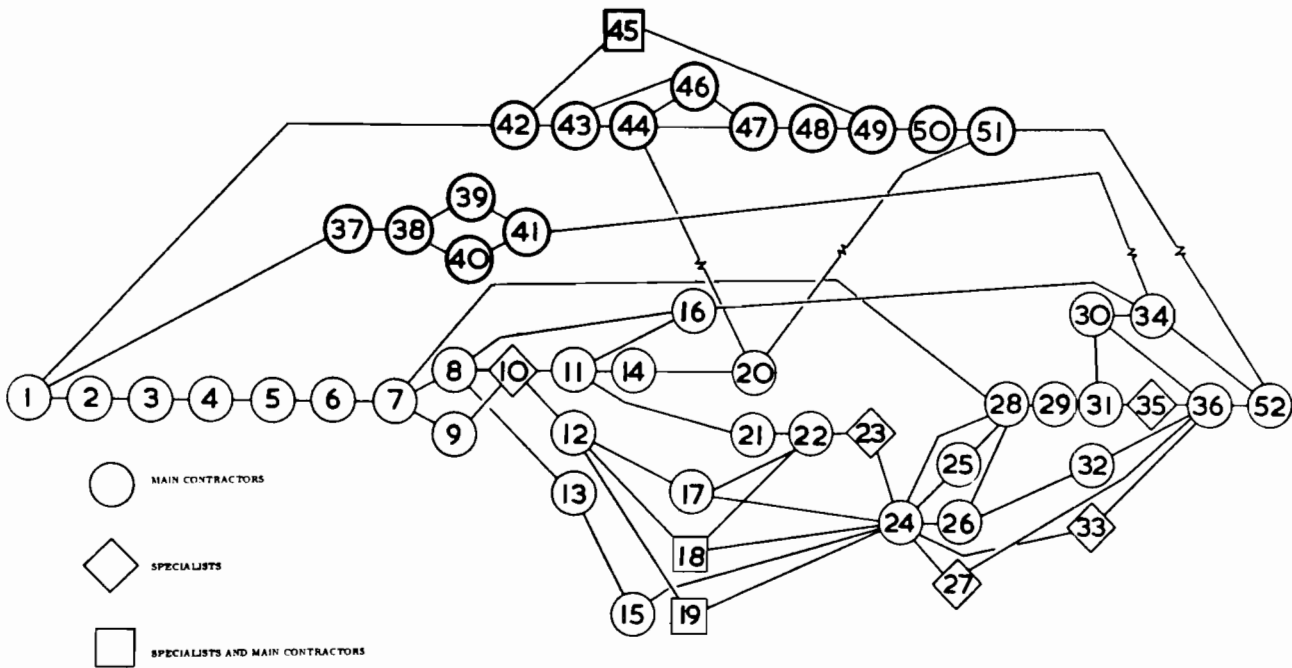 45
46
42 43 44 47 48 49 50 51
39
37 38 41
40
16 30 34
8 10 11 14 20
1 2 3 4 5 6 7 28 29 31 35 36 52
9 12 21 22 23
25 32
13 17
24 26 33
18
27
15 19
MAIN CONTRACTORS
SPECIALISTS
SPECIALISTS AND MAIN CONTRACTORS